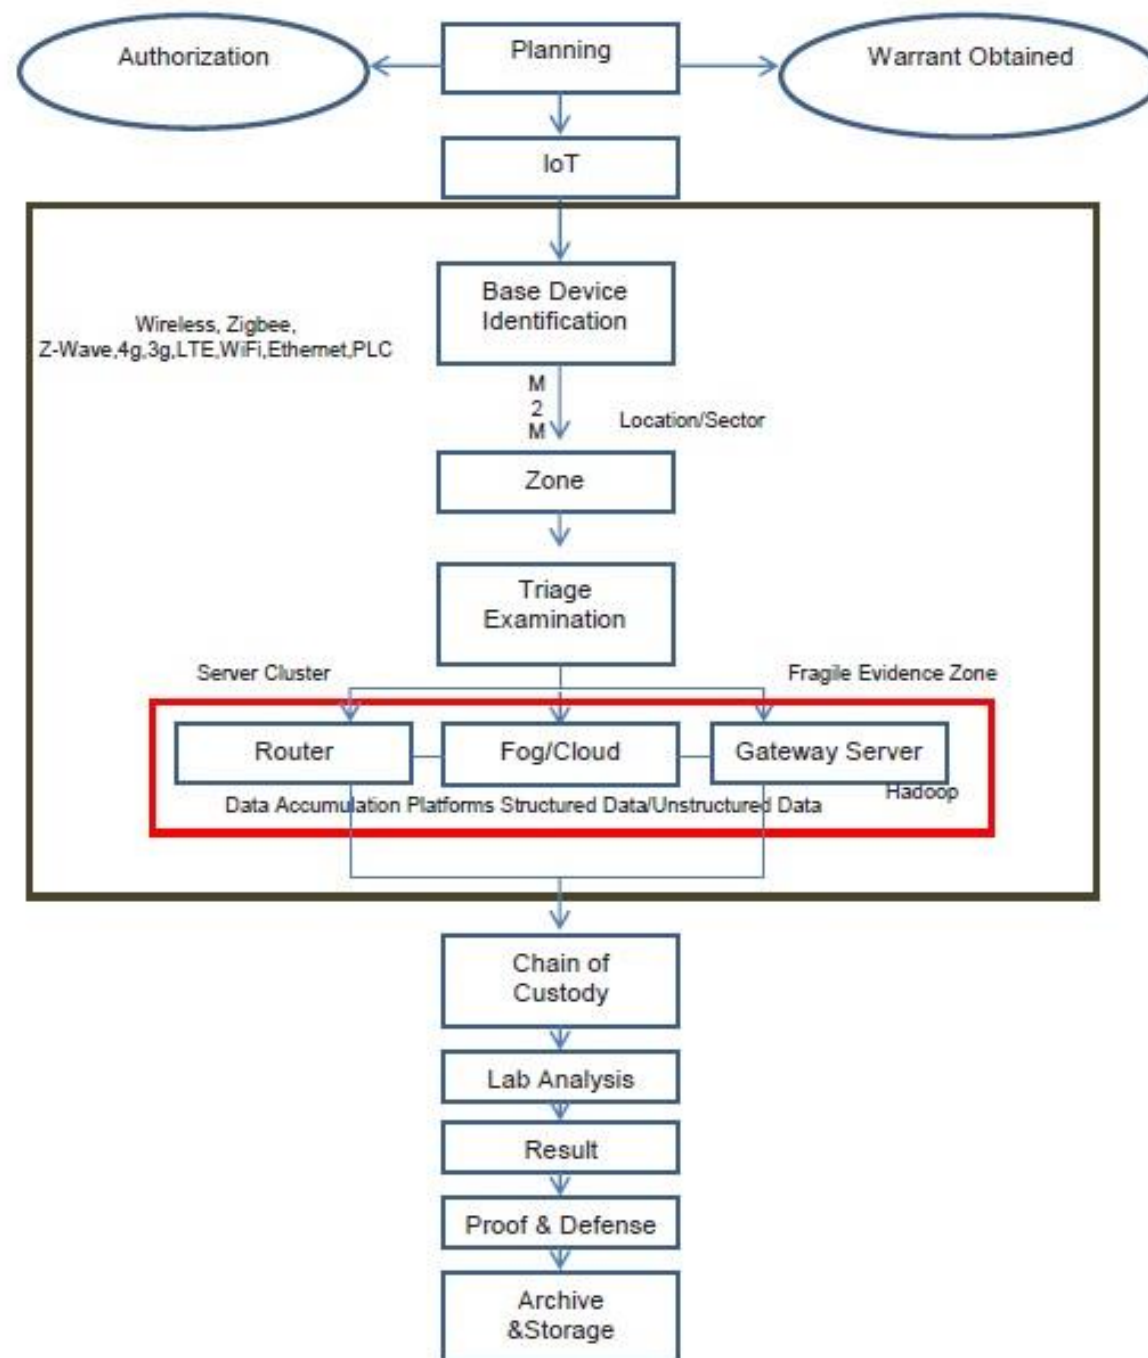 Authorization
Planning
Warrant Obtained
IoT
Base Device
Identification
Wireless, Zigbee,
Z-Wave,4g,3g,LTE,WiFi,Ethernet,PLC
M
2
M
Location/Sector
Zone
Triage
Examination
Server Cluster
Fragile Evidence Zone
Router
Fog/Cloud
Gateway Server
Hadoop
Data Accumulation Platforms Structured Data/Unstructured Data
Chain of
Custody
Lab Analysis
Result
Proof & Defense
Archive
&Storage